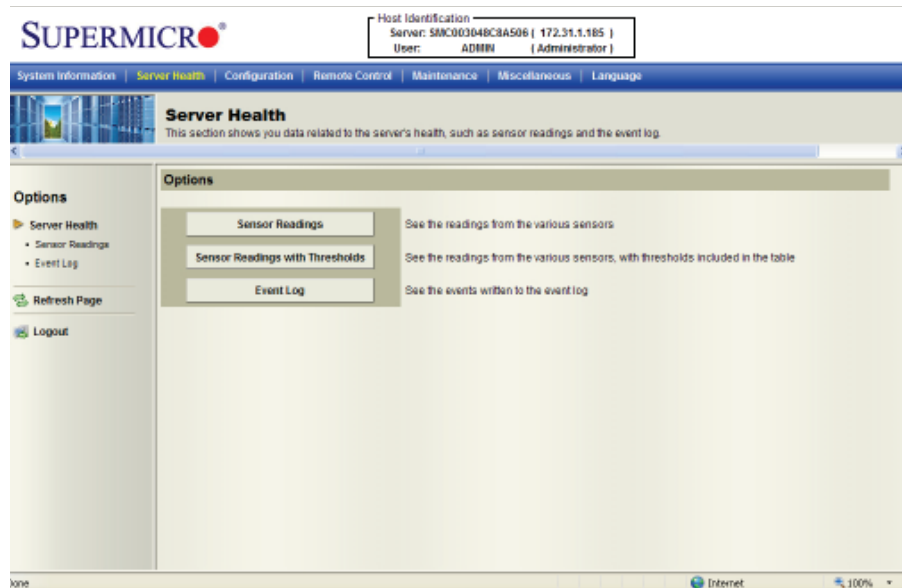 SUPERMICRO
Host Identification
Server: SMC003048C8A506 ( 172.31.1.185 )
User: ADMIN ( Administrator )
System Information | Server Health | Configuration | Remote Control | Maintenance | Miscellaneous | Language
Server Health
This section shows you data related to the server's health, such as sensor readings and the event log.
Options
Server Health
Sensor Readings
Event Log
Refresh Page
Logout
Options
Sensor Readings See the readings from the various sensors
Sensor Readings with Thresholds See the readings from the various sensors, with thresholds included in the table
Event Log See the events written to the event log
Done Internet 100%